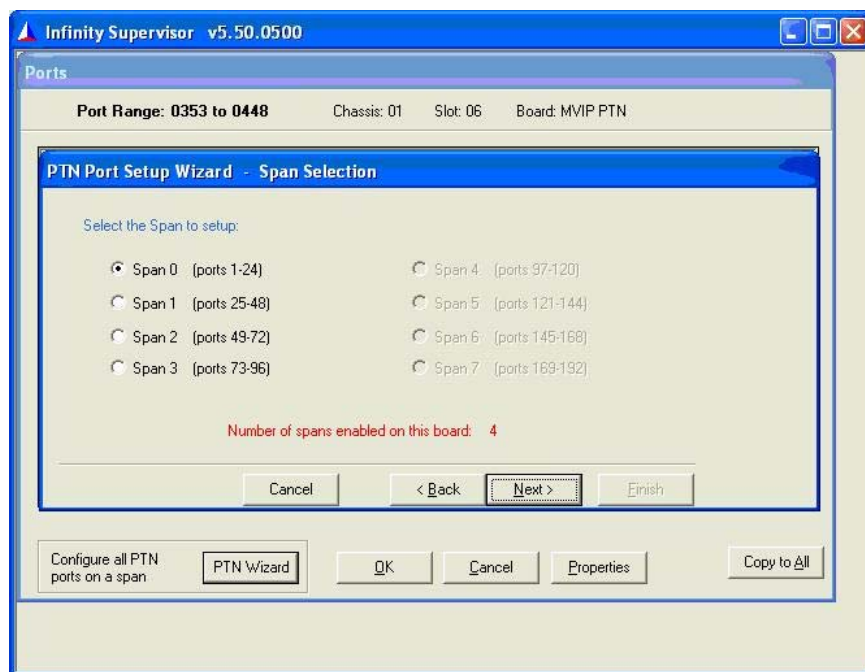 Infinity Supervisor v5.50.0500
Ports
Port Range: 0353 to 0448 Chassis: 01 Slot: 06 Board: MVIP PTN
PTN Port Setup Wizard - Span Selection
Select the Span to setup:
Span 0 (ports 1-24) Span 4 (ports 97-120)
Span 1 (ports 25-48) Span 5 (ports 121-144)
Span 2 (ports 49-72) Span 6 (ports 145-168)
Span 3 (ports 73-96) Span 7 (ports 169-192)
Number of spans enabled on this board: 4
Cancel < Back Next > Finish
Configure all PTN
ports on a span
PTN Wizard OK Cancel Properties Copy to All